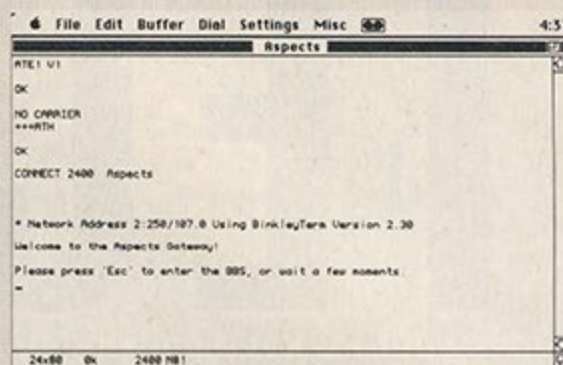 File Edit Buffer Dial Settings Misc
Aspects
ATE1 V1
OK
NO CARRIER
+++ATH
OK
CONNECT 2400 Aspects
* Network Address 2:250/107.0 Using BinkleyTerm Version 2.30
Welcome to the Aspects Gateway!
Please press 'Esc' to enter the BBS, or wait a few moments.
24x80 0k 2400 N81